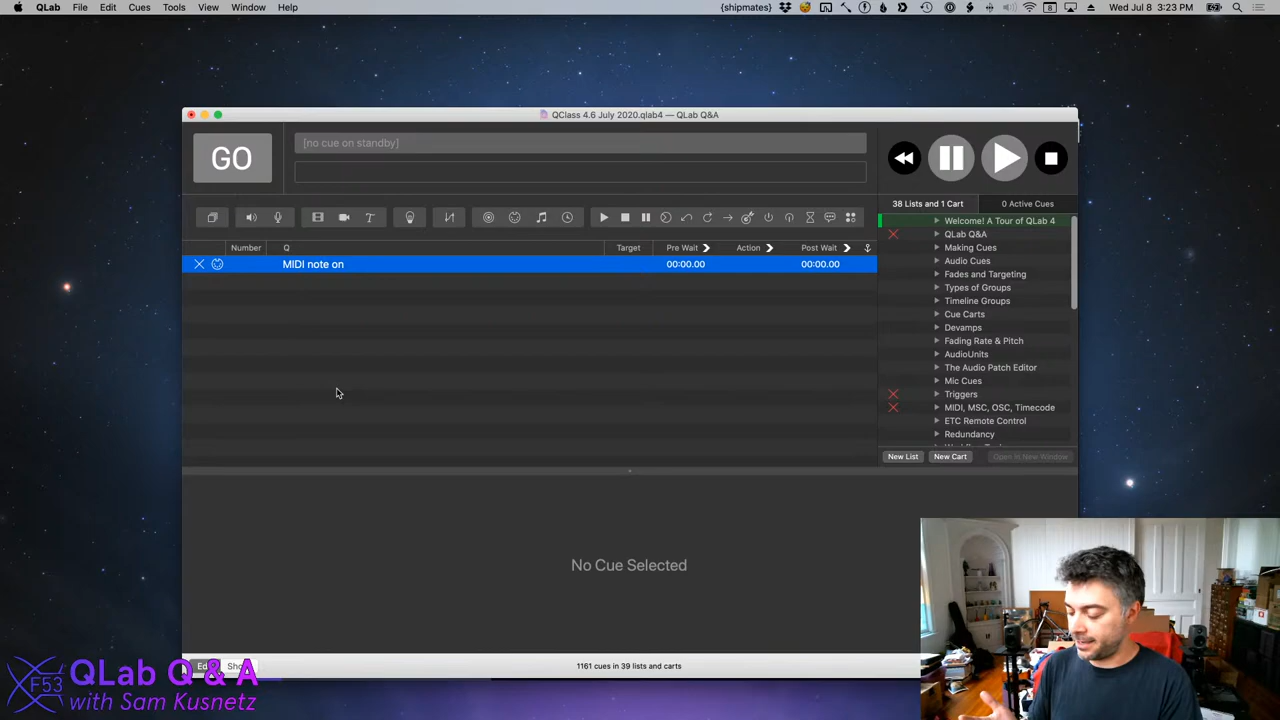 QLab File Edit Cues Tools View Window Help {shipmates} 8 Wed Jul 8 3:23 PM
QClass 4.6 July 2020.qlab4 — QLab Q&A
GO
[no cue on standby]
38 Lists and 1 Cart 0 Active Cues
Number Q Target Pre Wait Action Post Wait
MIDI note on 00:00.00 00:00.00
Welcome! A Tour of QLab 4
QLab Q&A
Making Cues
Audio Cues
Fades and Targeting
Types of Groups
Timeline Groups
Cue Carts
Devamps
Fading Rate & Pitch
AudioUnits
The Audio Patch Editor
Mic Cues
Triggers
MIDI, MSC, OSC, Timecode
ETC Remote Control
Redundancy
New List New Cart Open In New Window
No Cue Selected
1161 cues in 39 lists and carts
F53
QLab Q & A
with Sam Kusnetz